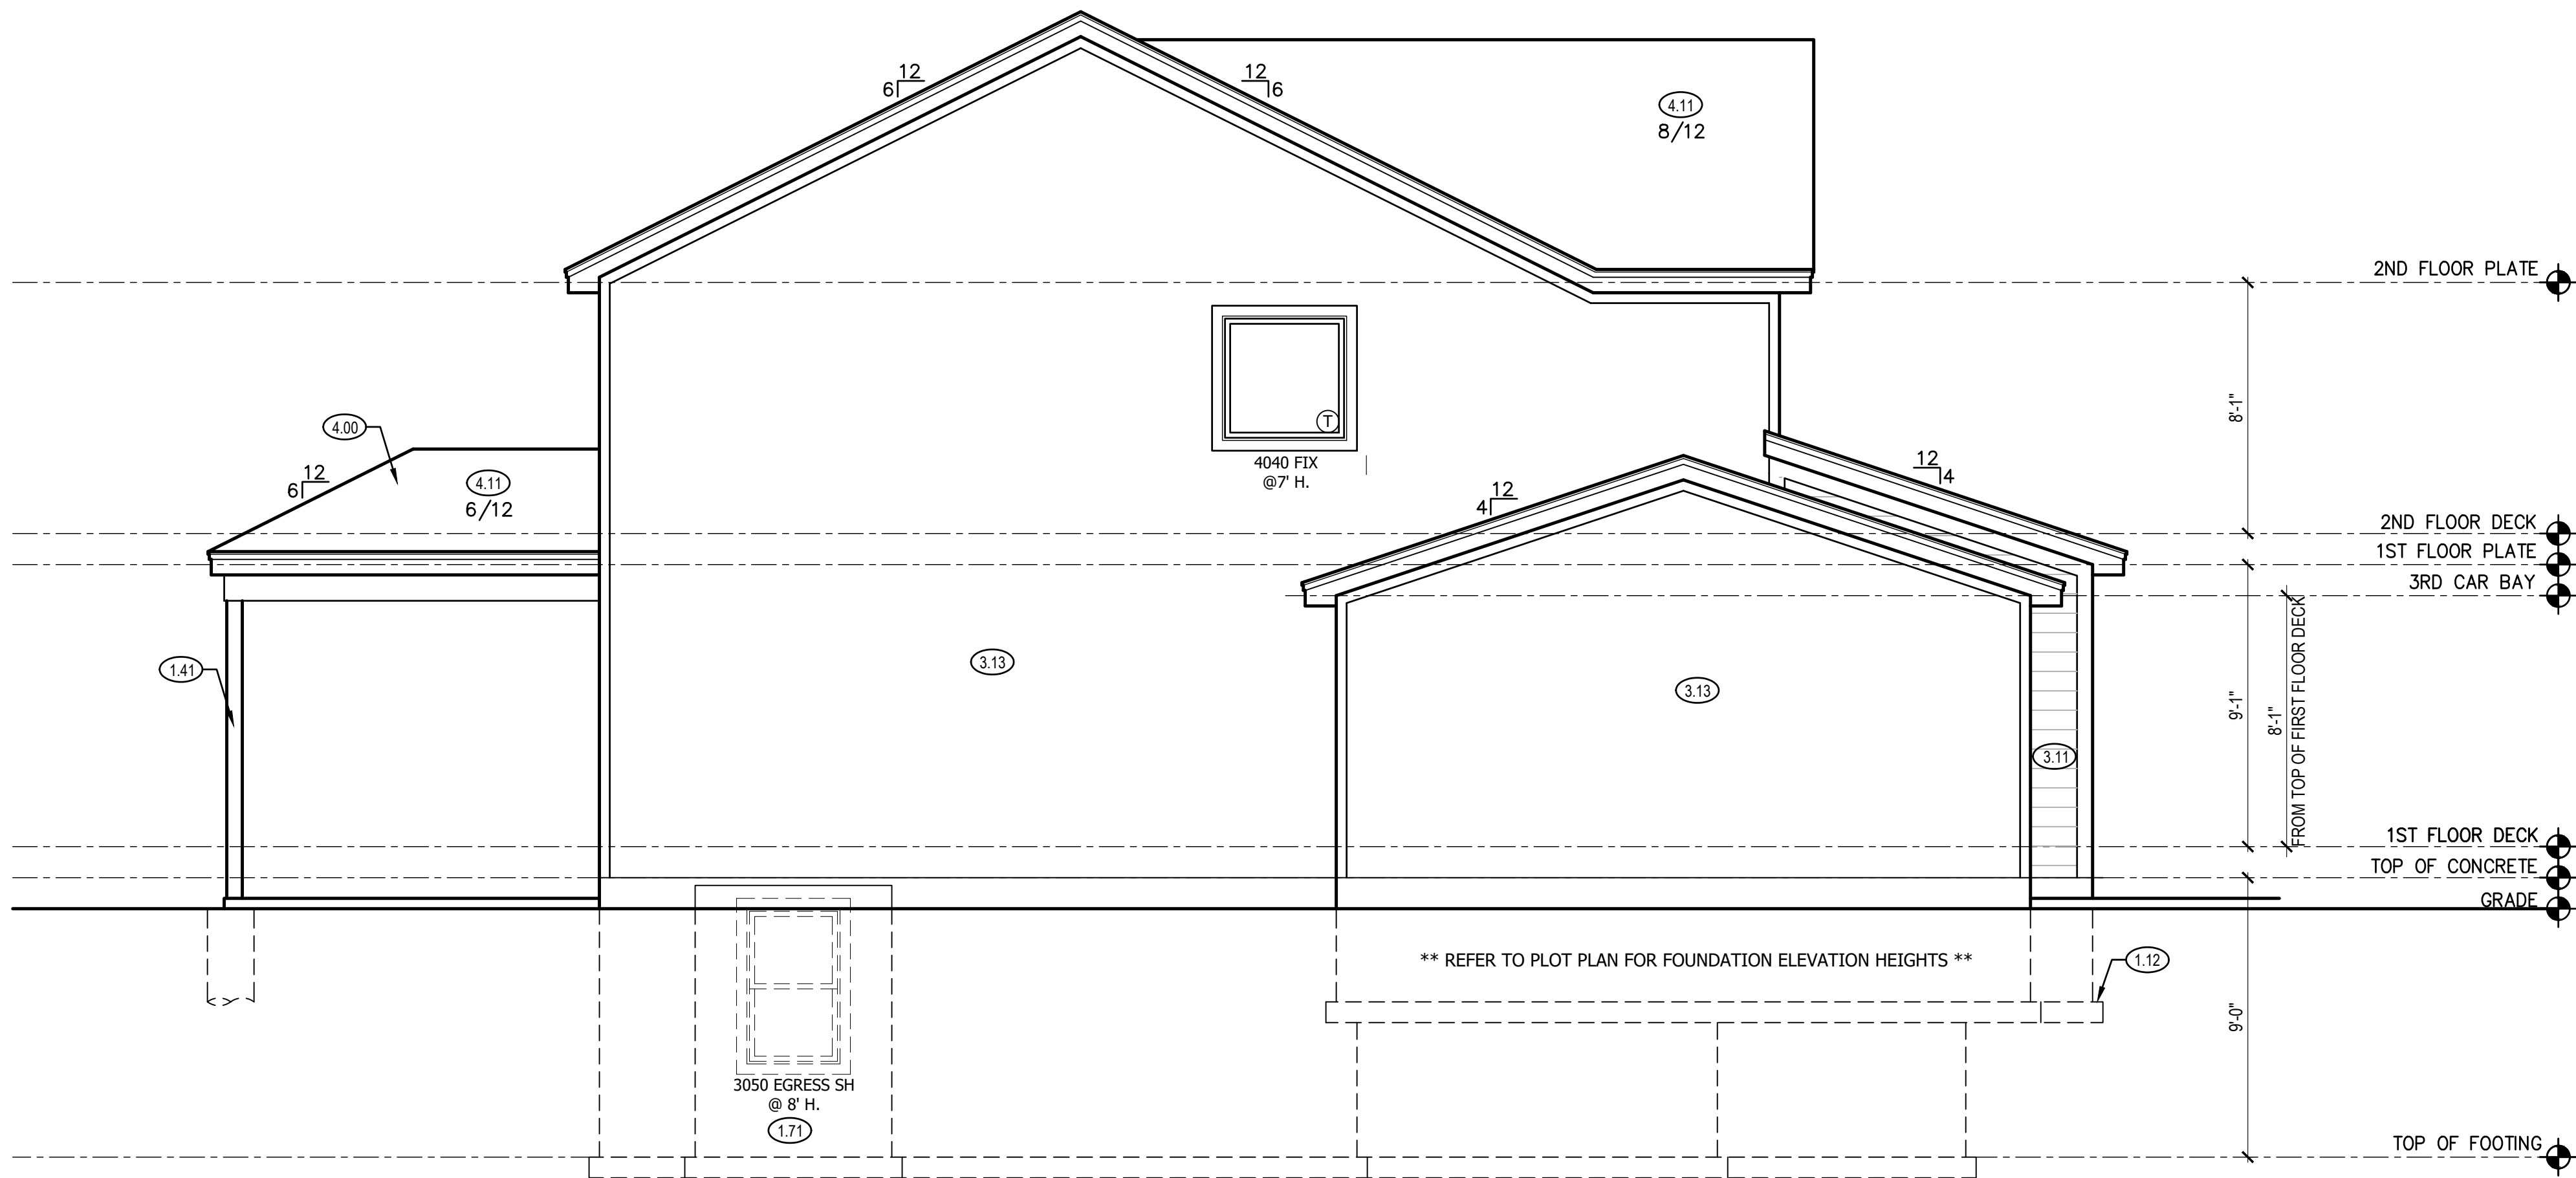 12
6
12
6
4.11
8/12
2ND FLOOR PLATE
8'-1"
4.00
12
6
4.11
6/12
T
4040 FIX
@7' H.
12
4
12
4
2ND FLOOR DECK
1ST FLOOR PLATE
3RD CAR BAY
1.41
3.13
3.13
3.11
9'-1"
8'-1"
FROM TOP OF FIRST FLOOR DECK
1ST FLOOR DECK
TOP OF CONCRETE
GRADE
** REFER TO PLOT PLAN FOR FOUNDATION ELEVATION HEIGHTS **
1.12
9'-0"
3050 EGRESS SH
@ 8' H.
1.71
TOP OF FOOTING